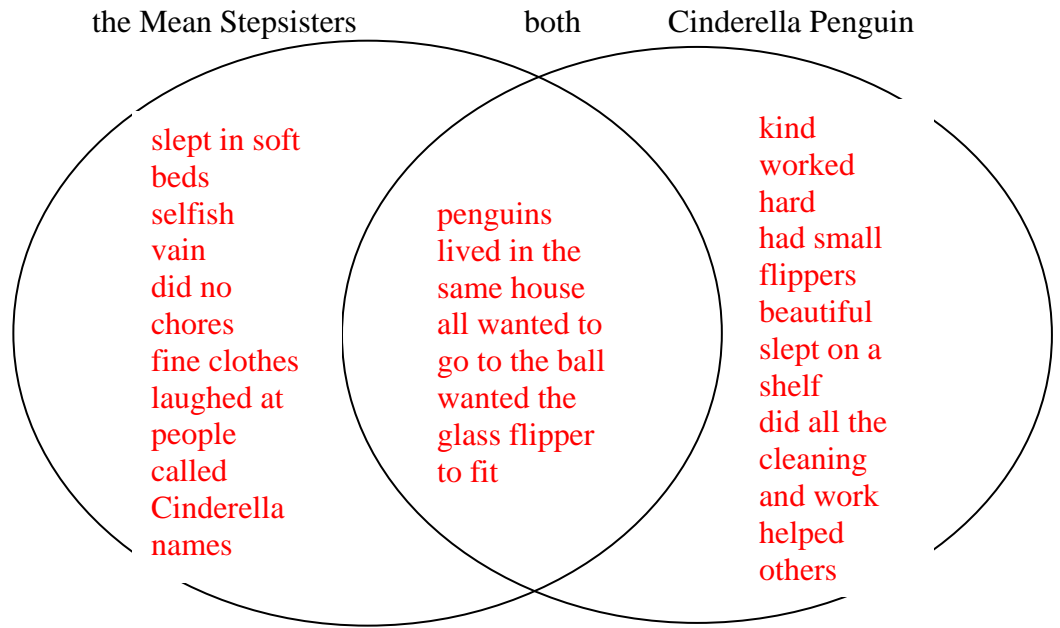 the Mean Stepsisters both Cinderella Penguin
slept in soft
beds
selfish
vain
did no
chores
fine clothes
laughed at
people
called
Cinderella
names
penguins
lived in the
same house
all wanted to
go to the ball
wanted the
glass flipper
to fit
kind
worked
hard
had small
flippers
beautiful
slept on a
shelf
did all the
cleaning
and work
helped
others